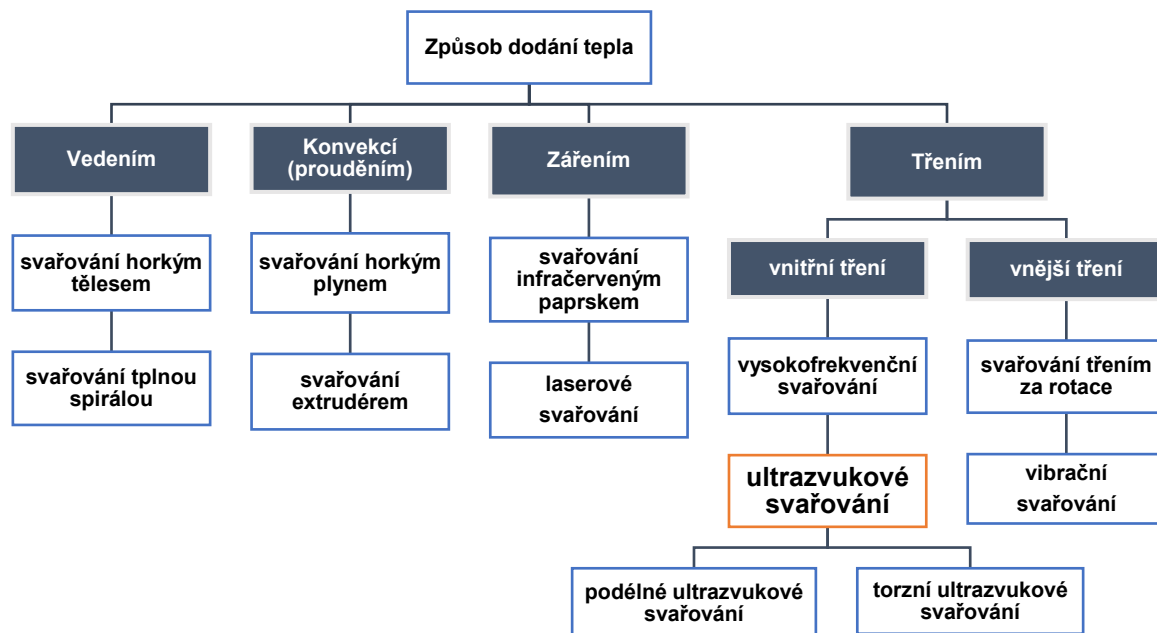 Způsob dodání tepla
Vedením
Konvekcí
(prouděním)
Zářením
Třením
svařování horkým
tělesem
svařování horkým
plynem
svařování
infračerveným
paprskem
vnitřní tření
vnější tření
svařování tplnou
spirálou
svařování
extrudérem
laserové
svařování
vysokofrekvenční
svařování
svařování třením
za rotace
ultrazvukové
svařování
vibrační
svařování
podélné ultrazvukové
svařování
torzní ultrazvukové
svařování